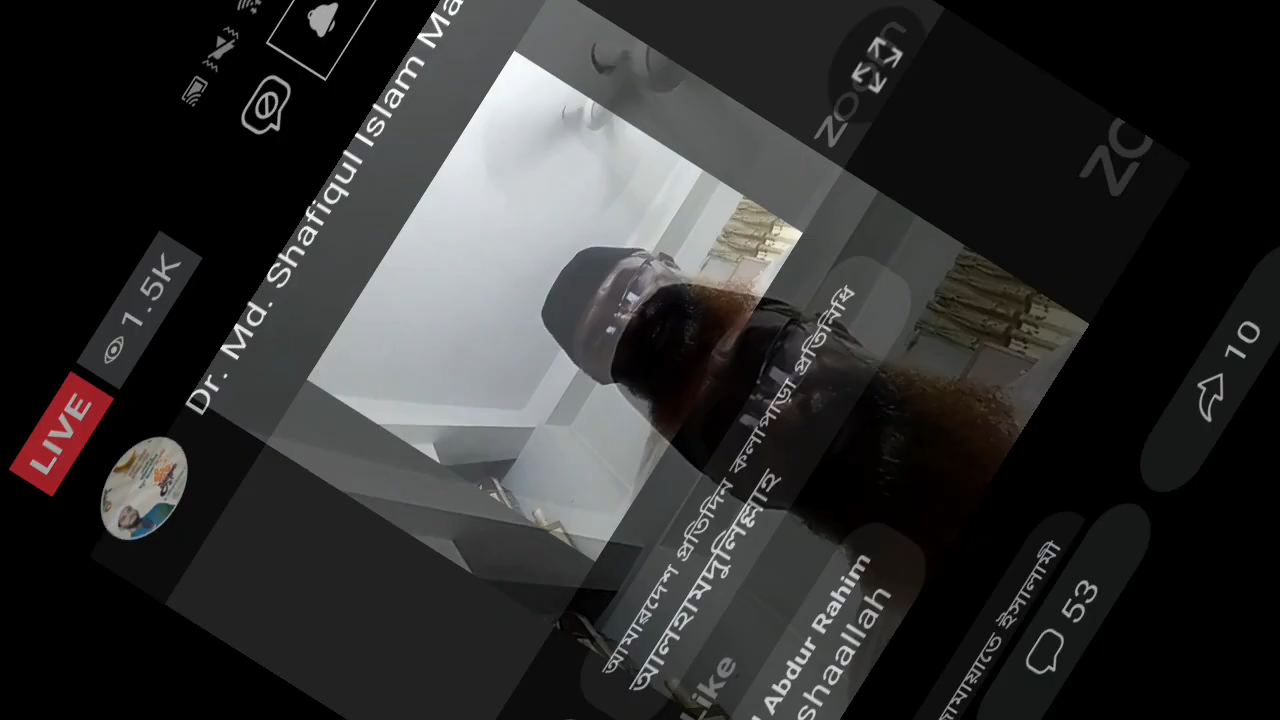 LIVE
1.5K
Dr. Md. Shafiqul Islam Ma
zoom
আমারদেশ প্রতিদিন কলাপাড়া প্রতিনিধি
আলহামদুলিল্লাহ
Abdur Rahim
shaallah
Like
ইসলামী
53
10